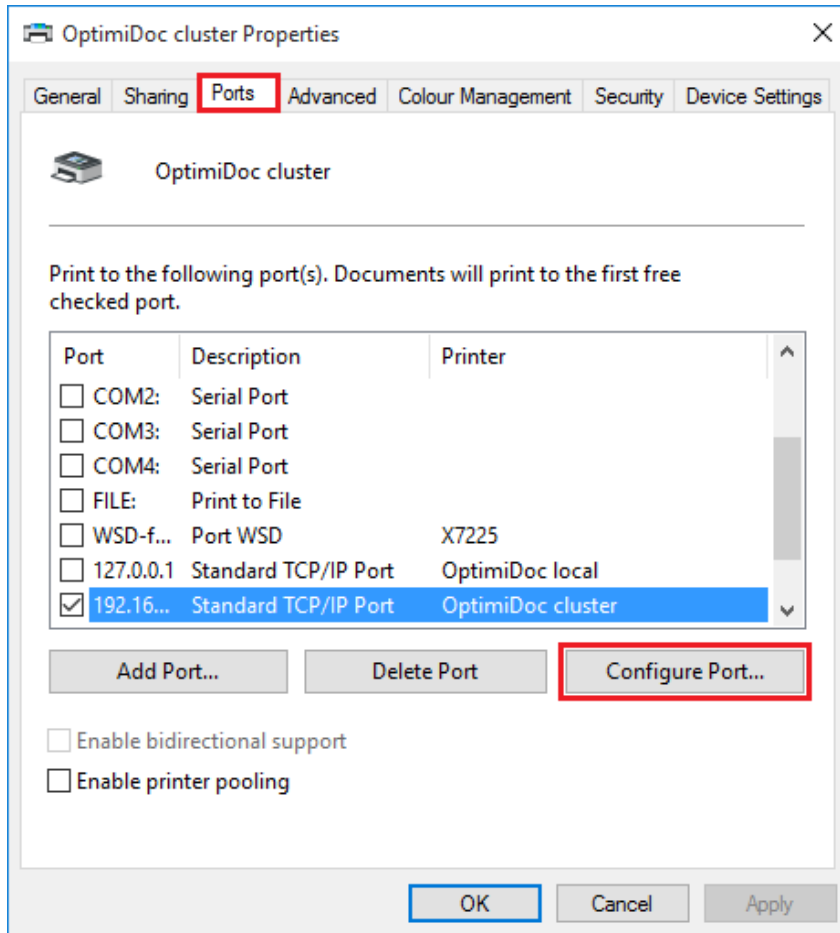 OptimiDoc cluster Properties
General Sharing Ports Advanced Colour Management Security Device Settings
OptimiDoc cluster
Print to the following port(s). Documents will print to the first free
checked port.
Port Description Printer
COM2: Serial Port
COM3: Serial Port
COM4: Serial Port
FILE: Print to File
WSD-f... Port WSD X7225
127.0.0.1 Standard TCP/IP Port OptimiDoc local
192.16... Standard TCP/IP Port OptimiDoc cluster
Add Port... Delete Port Configure Port...
Enable bidirectional support
Enable printer pooling
OK Cancel Apply